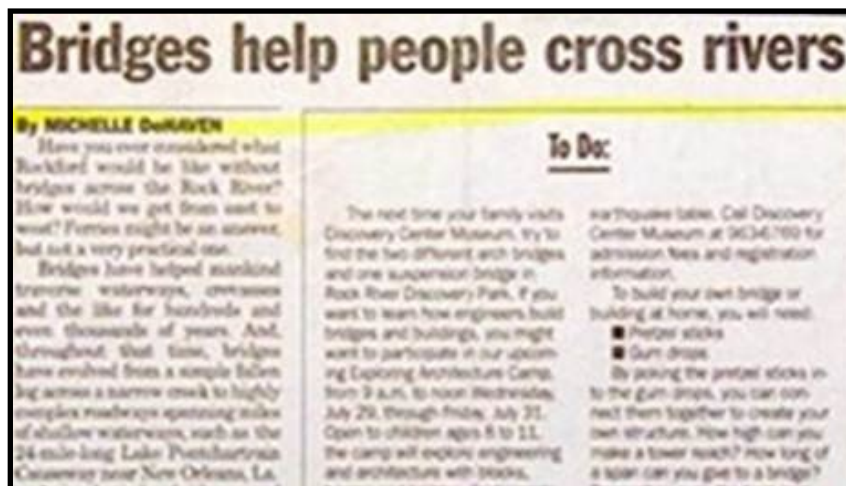 Bridges help people cross rivers
By MICHELLE DeHAVEN
Have you ever considered what
Rockford would be like without
bridges across the Rock River?
How would we get from east to
west? Ferries might be an answer,
but not a very practical one.
Bridges have helped mankind
traverse waterways, crevasses
and the like for hundreds and
even thousands of years. And,
throughout that time, bridges
have evolved from a simple fallen
log across a narrow creek to highly
complex roadways spanning miles
of shallow waterways, such as the
24-mile-long Lake Pontchartrain
Causeway near New Orleans, La.
To Do:
The next time your family visits
Discovery Center Museum, try to
find the two different arch bridges
and one suspension bridge in
Rock River Discovery Park. If you
want to learn how engineers build
bridges and buildings, you might
want to participate in our upcom-
ing Exploring Architecture Camp,
from 9 a.m. to noon Wednesday,
July 29, through Friday, July 31.
Open to children ages 8 to 11,
the camp will explore engineering
and architecture with blocks,
earthquake table. Call Discovery
Center Museum at 963-6769 for
admission fees and registration
information.
To build your own bridge or
building at home, you will need:
■ Pretzel sticks
■ Gum drops
By poking the pretzel sticks in-
to the gum drops, you can con-
nect them together to create your
own structure. How high can you
make a tower reach? How long of
a span can you give to a bridge?